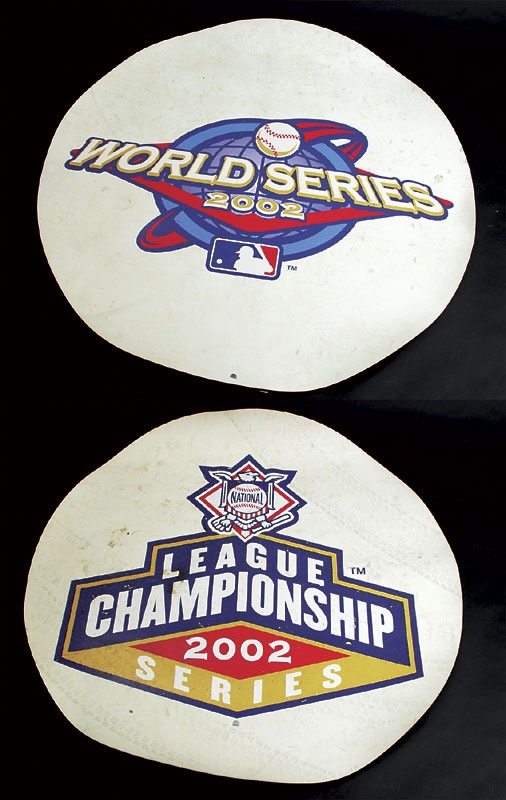 WORLD SERIES
2002
TM
NATIONAL
LEAGUE
TM
CHAMPIONSHIP
2002
SERIES